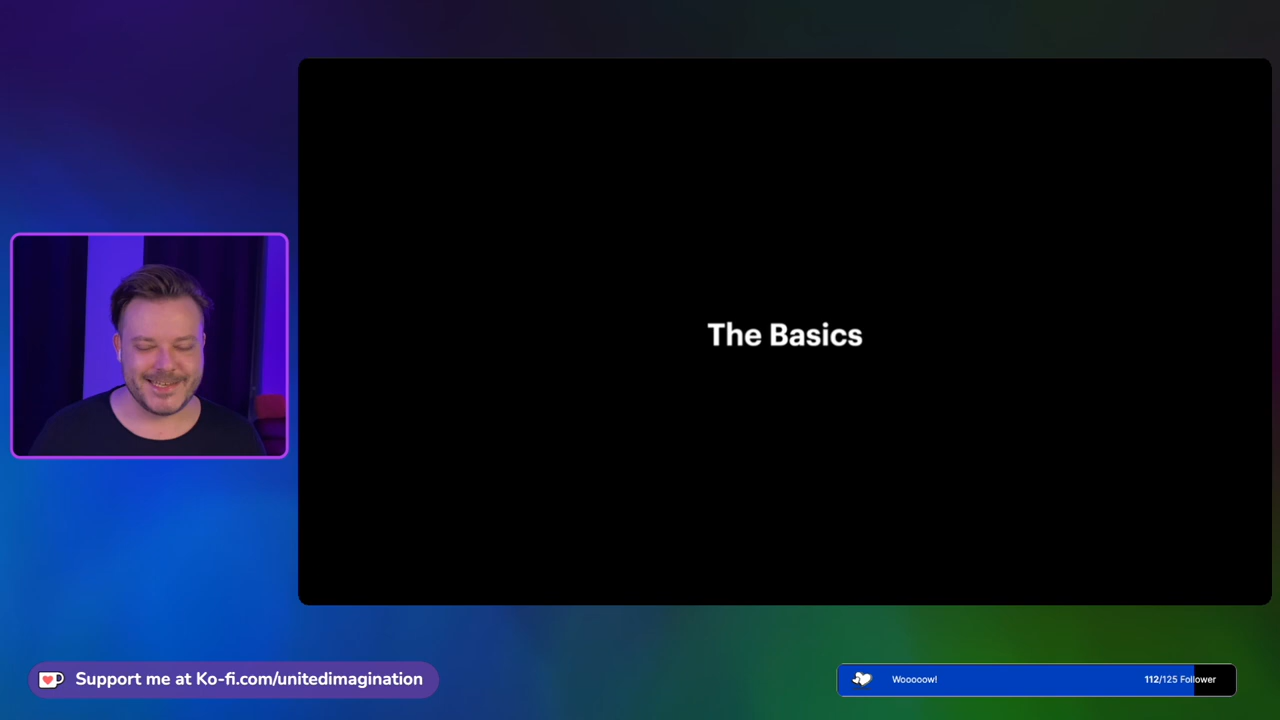 The Basics
Support me at Ko-fi.com/unitedimagination
Wooooow!
112/125 Follower